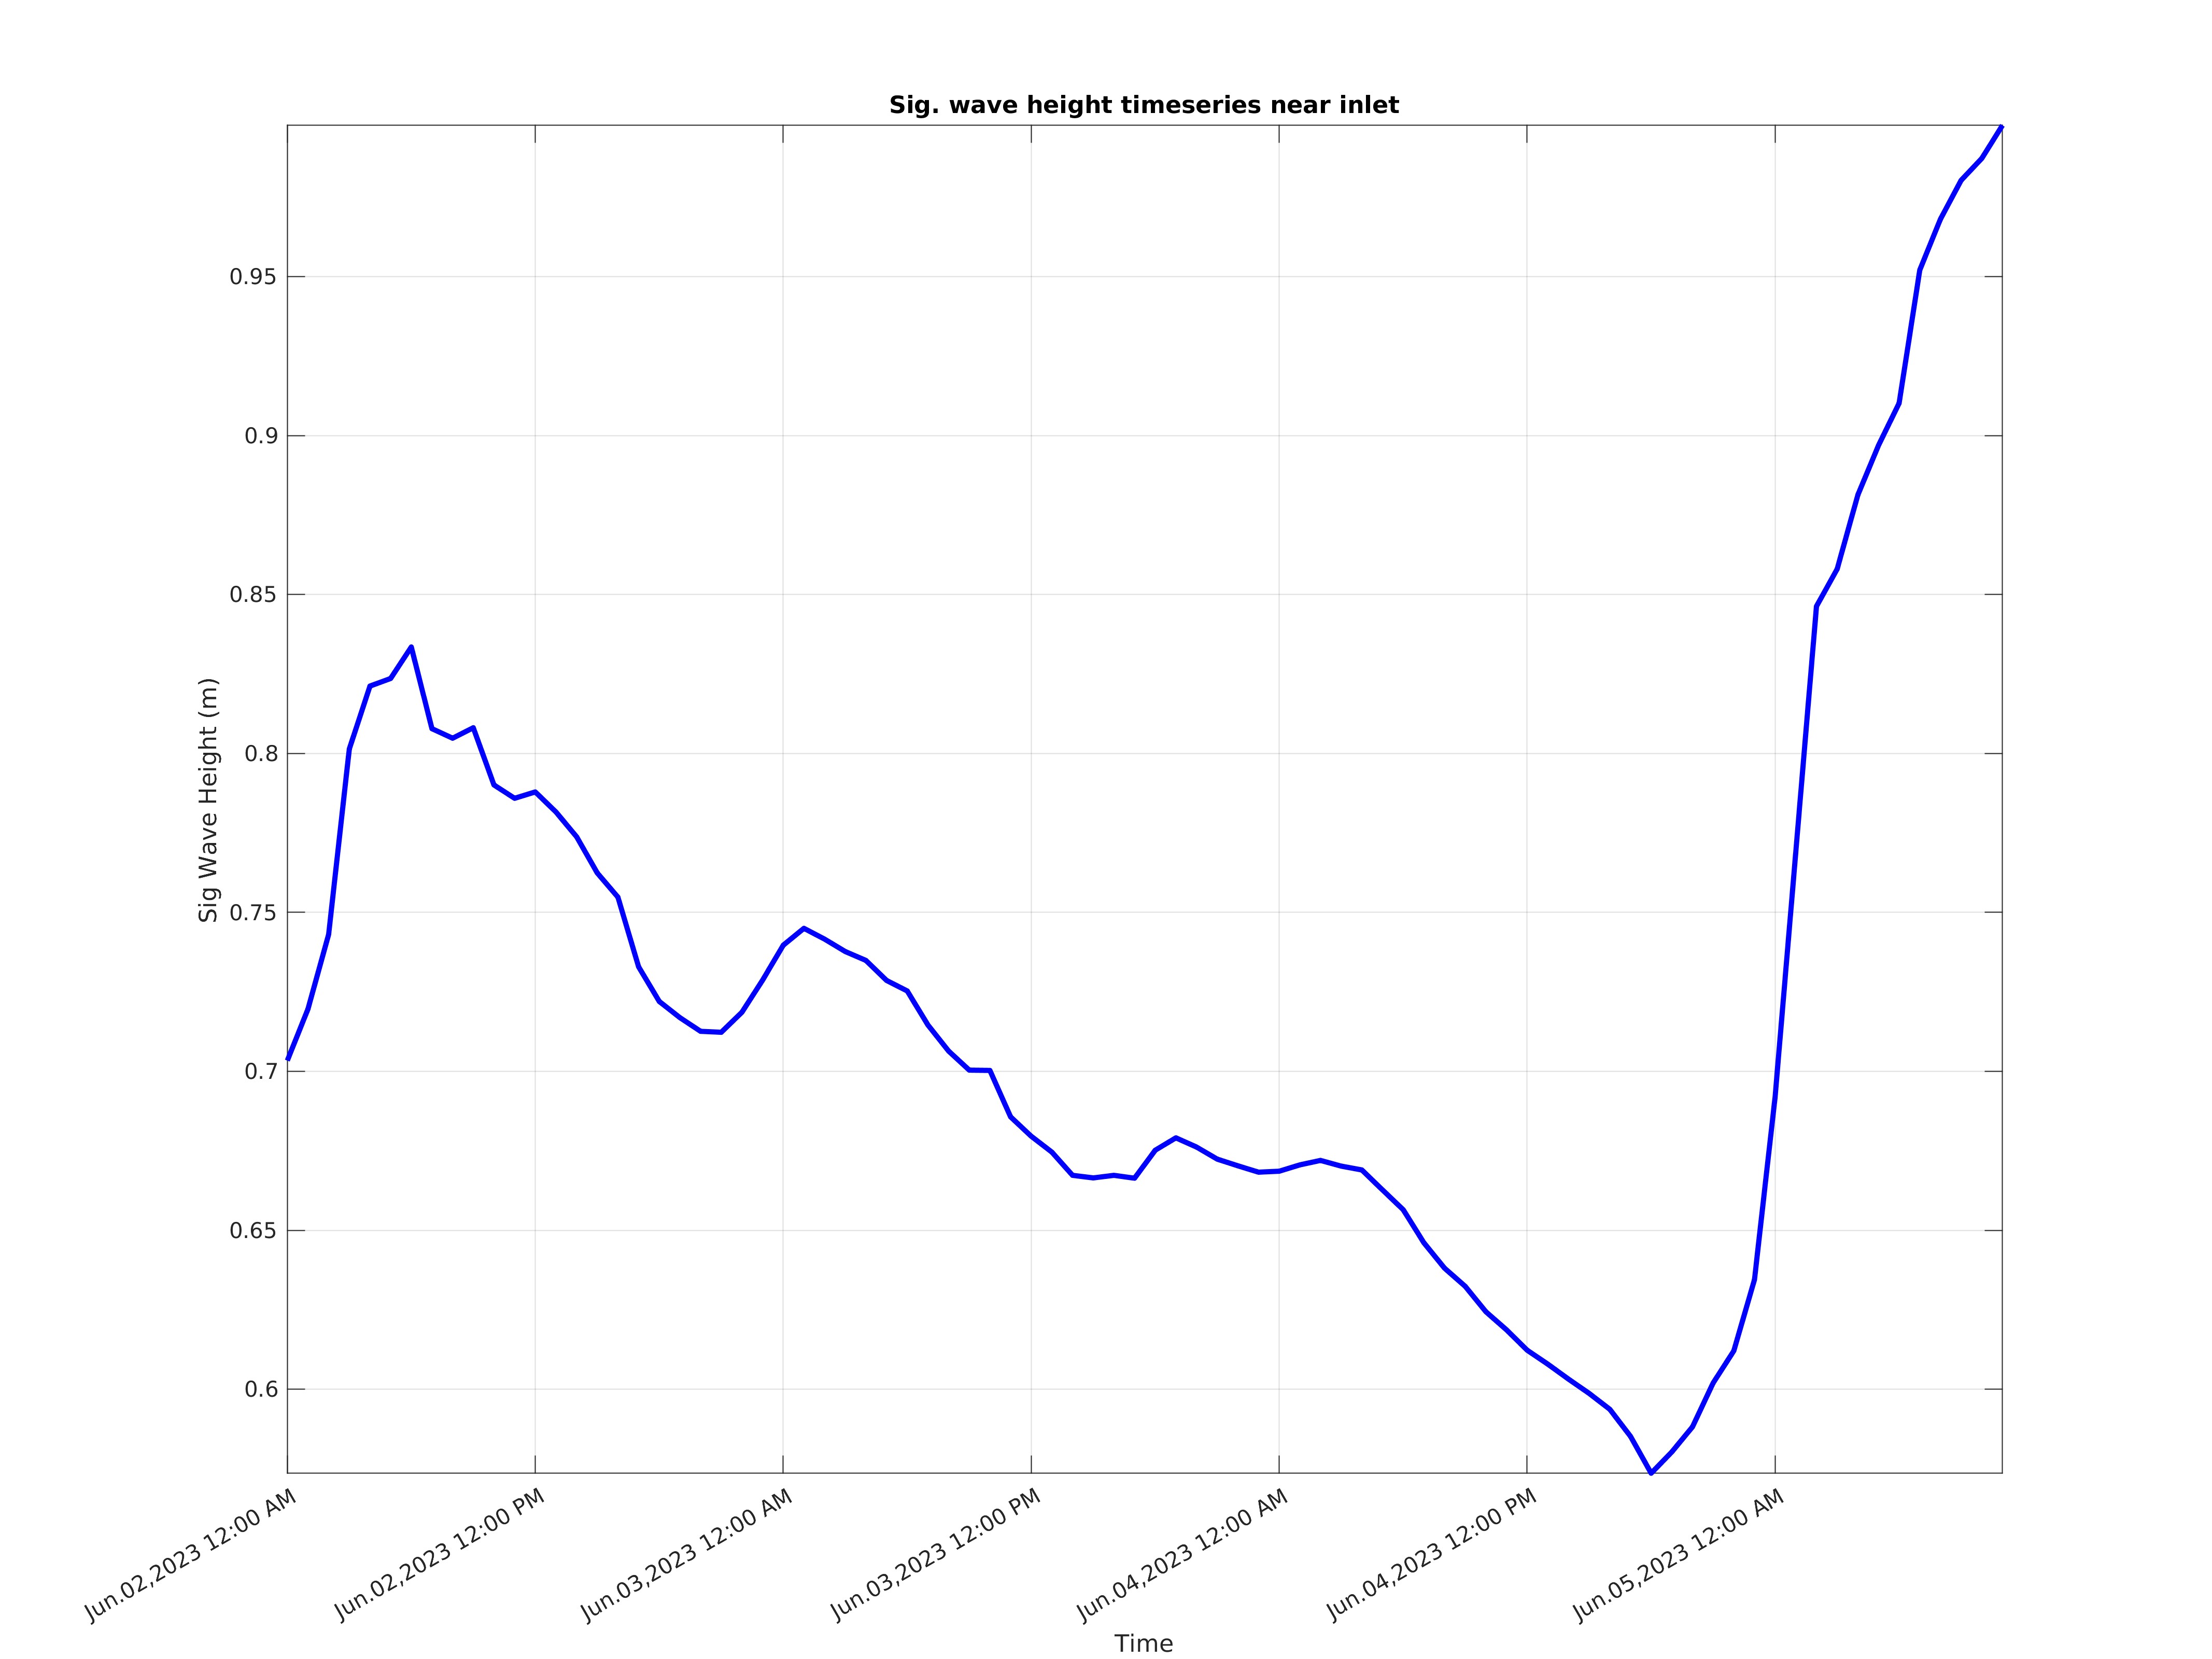 Sig. wave height timeseries near inlet
Sig Wave Height (m)
0.95
0.9
0.85
0.8
0.75
0.7
0.65
0.6
Jun.02,2023 12:00 AM
Jun.02,2023 12:00 PM
Jun.03,2023 12:00 AM
Jun.03,2023 12:00 PM
Jun.04,2023 12:00 AM
Jun.04,2023 12:00 PM
Jun.05,2023 12:00 AM
Time